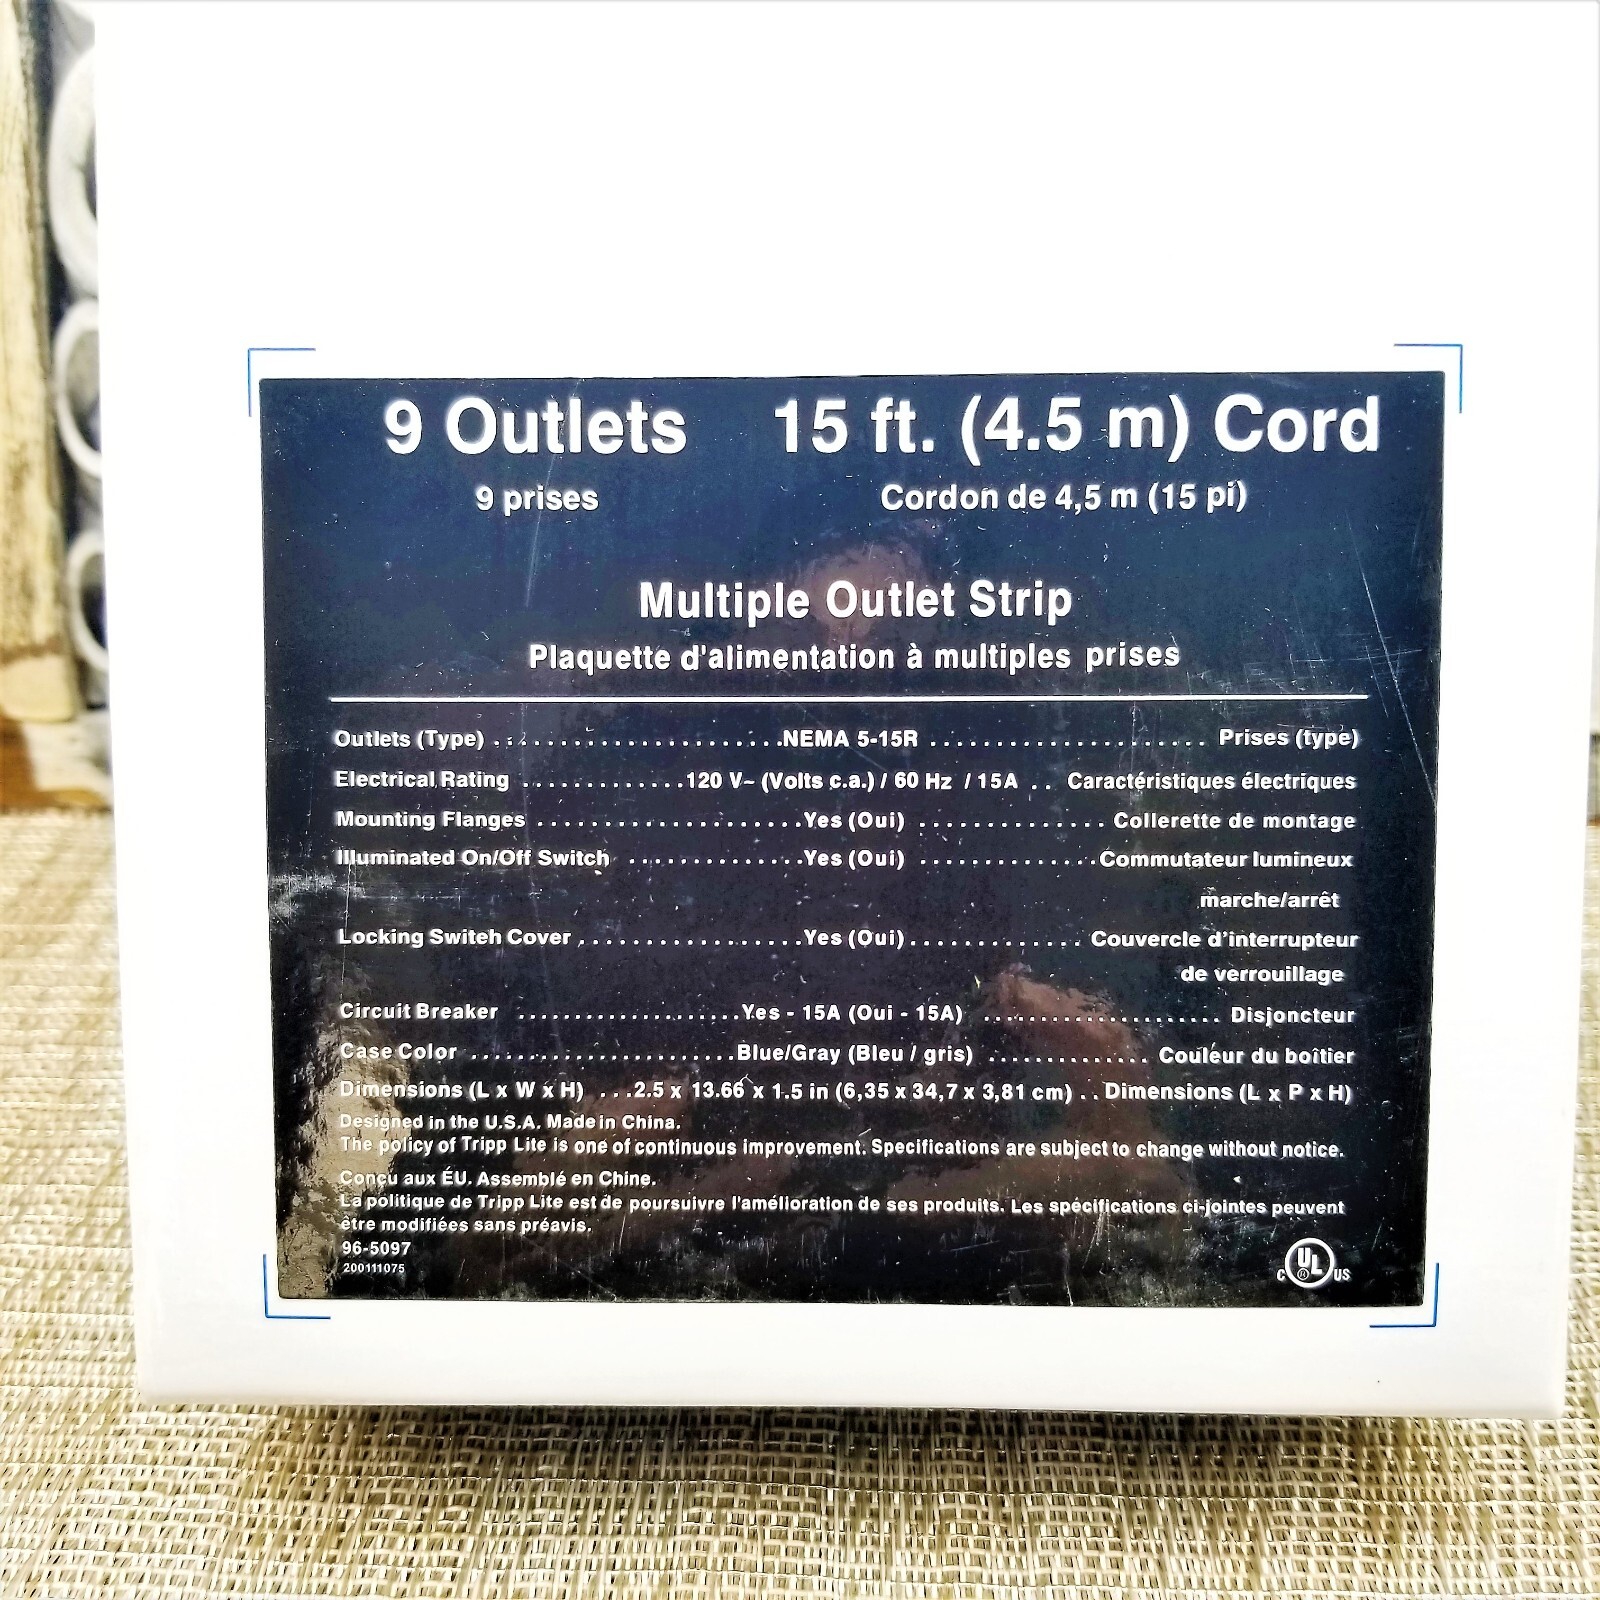 9 Outlets 15 ft. (4.5 m) Cord
9 prises Cordon de 4,5 m (15 pi)
Multiple Outlet Strip
Plaquette d'alimentation à multiples prises
Outlets (Type) ......................NEMA 5-15R ..................... Prises (type)
Electrical Rating .............120 V~ (Volts c.a.) / 60 Hz / 15A .. Caractéristiques électriques
Mounting Flanges .....................Yes (Oui) .............. Collerette de montage
Illuminated On/Off Switch ..............Yes (Oui) .............. Commutateur lumineux
marche/arrêt
Locking Switch Cover ..................Yes (Oui).............. Couvercle d'interrupteur
de verrouillage
Circuit Breaker ...................Yes - 15A (Oui - 15A) .................... Disjoncteur
Case Color .......................Blue/Gray (Bleu / gris) ............. Couleur du boîtier
Dimensions (L x W x H) ...2.5 x 13.66 x 1.5 in (6,35 x 34,7 x 3,81 cm) .. Dimensions (L x P x H)
Designed in the U.S.A. Made in China.
The policy of Tripp Lite is one of continuous improvement. Specifications are subject to change without notice.
Conçu aux ÉU. Assemblé en Chine.
La politique de Tripp Lite est de poursuivre l'amélioration de ses produits. Les spécifications ci-jointes peuvent
être modifiées sans préavis.
96-5097
200111075
C UL ® US